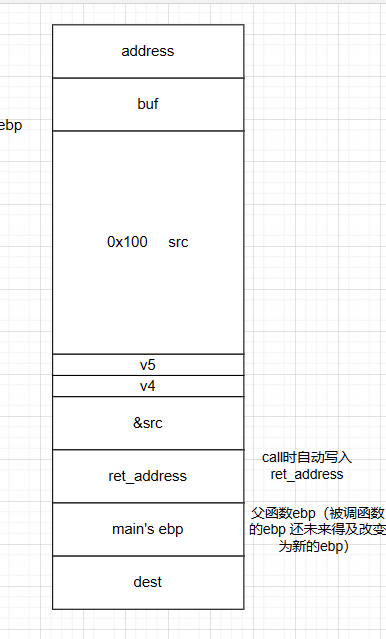 address
buf
ebp
0x100 src
v5
v4
&src
call时自动写入
ret_address
ret_address
父函数ebp（被调函数
的ebp 还未来得及改变
为新的ebp）
main's ebp
dest